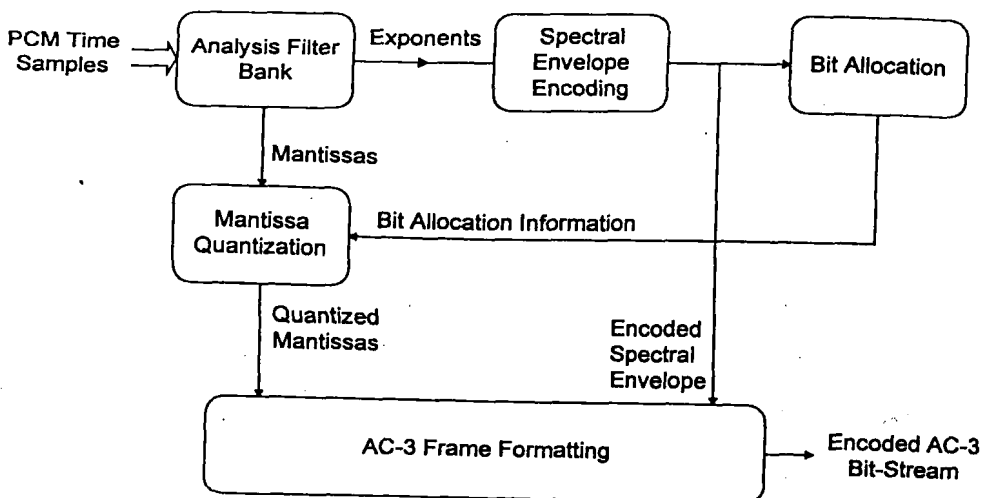 PCM Time
Samples
Analysis Filter
Bank
Exponents
Spectral
Envelope
Encoding
Bit Allocation
Mantissas
Mantissa
Quantization
Bit Allocation Information
Quantized
Mantissas
Encoded
Spectral
Envelope
AC-3 Frame Formatting
Encoded AC-3
Bit-Stream